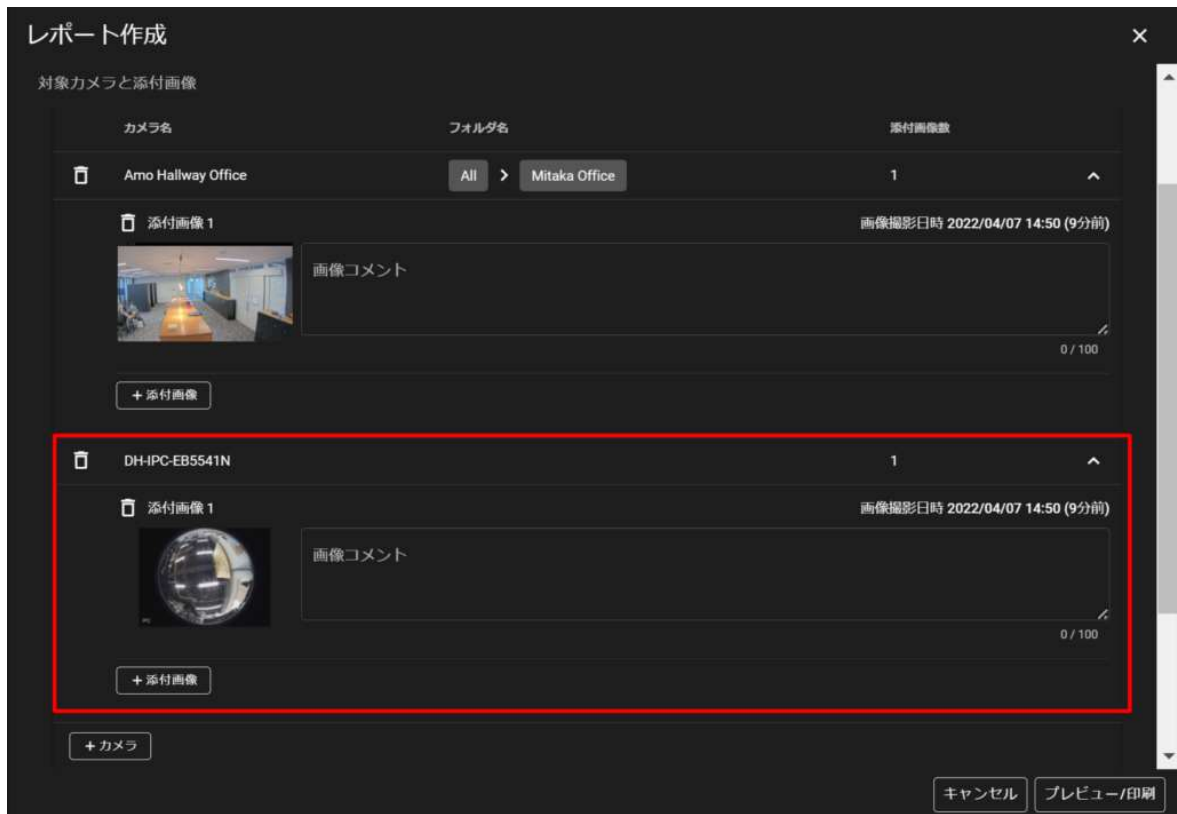 レポート作成
対象カメラと添付画像
カメラ名 フォルダ名 添付画像数
Amo Hallway Office All > Mitaka Office 1
添付画像 1 画像撮影日時 2022/04/07 14:50 (9分前)
画像コメント
0 / 100
+ 添付画像
DH-IPC-EB5541N 1
添付画像 1 画像撮影日時 2022/04/07 14:50 (9分前)
画像コメント
0 / 100
+ 添付画像
+ カメラ
キャンセル プレビュー/印刷